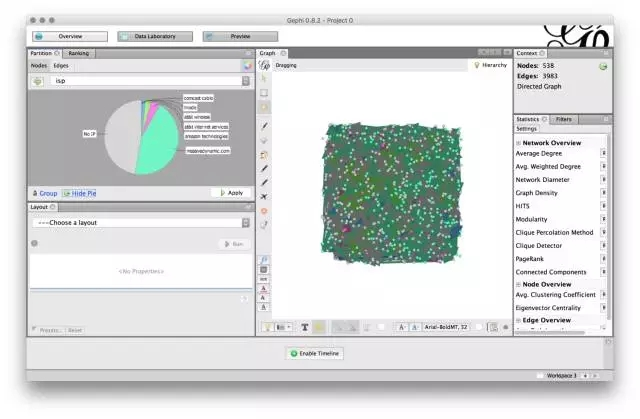 Gephi 0.8.2 - Project 0
Overview
Data Laboratory
Preview
Partition
Ranking
Nodes Edges
isp
comcast cable
linode
at&t wireless
at&t internet services
amazon technologies
massivedynamic.com
No IP
Group
Hide Pie
Apply
Layout
---Choose a layout
Run
<No Properties>
Presets...
Reset
Graph
Dragging
Hierarchy
Arial-BoldMT, 32
Context
Nodes: 538
Edges: 3983
Directed Graph
Statistics
Filters
Settings
Network Overview
Average Degree
Avg. Weighted Degree
Network Diameter
Graph Density
HITS
Modularity
Clique Percolation Method
Clique Detector
PageRank
Connected Components
Node Overview
Avg. Clustering Coefficient
Eigenvector Centrality
Edge Overview
Enable Timeline
Workspace 3